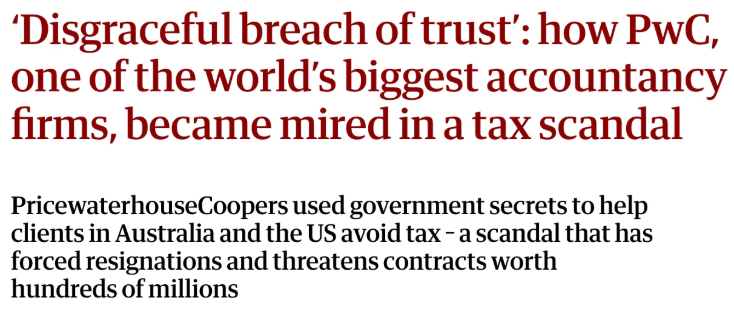 ‘Disgraceful breach of trust’: how PwC,
one of the world’s biggest accountancy
firms, became mired in a tax scandal
PricewaterhouseCoopers used government secrets to help
clients in Australia and the US avoid tax – a scandal that has
forced resignations and threatens contracts worth
hundreds of millions